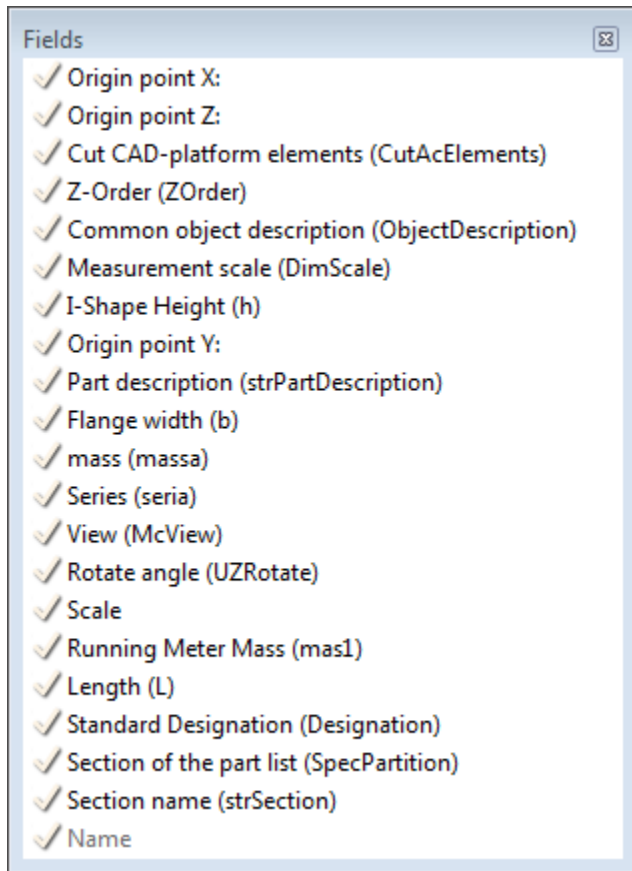 Fields
Origin point X:
Origin point Z:
Cut CAD-platform elements (CutAcElements)
Z-Order (ZOrder)
Common object description (ObjectDescription)
Measurement scale (DimScale)
I-Shape Height (h)
Origin point Y:
Part description (strPartDescription)
Flange width (b)
mass (massa)
Series (seria)
View (McView)
Rotate angle (UZRotate)
Scale
Running Meter Mass (mas1)
Length (L)
Standard Designation (Designation)
Section of the part list (SpecPartition)
Section name (strSection)
Name